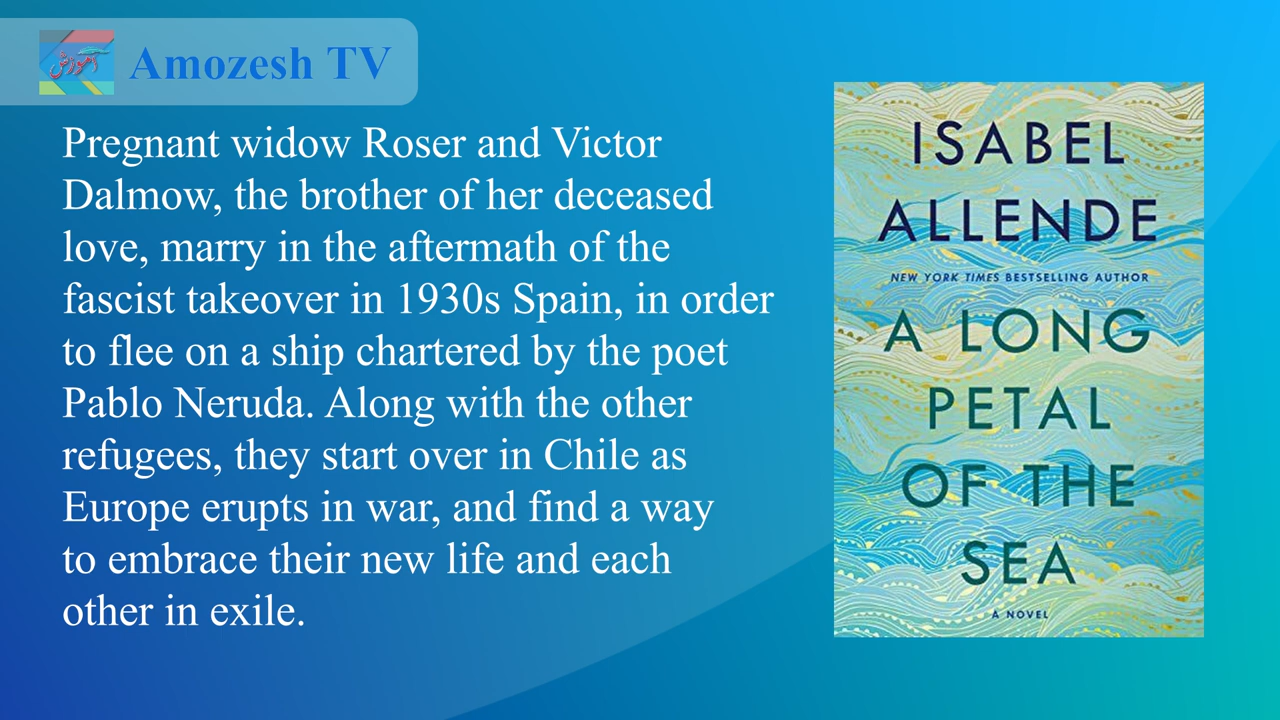 آموزش
Amozesh TV
Pregnant widow Roser and Victor
Dalmow, the brother of her deceased
love, marry in the aftermath of the
fascist takeover in 1930s Spain, in order
to flee on a ship chartered by the poet
Pablo Neruda. Along with the other
refugees, they start over in Chile as
Europe erupts in war, and find a way
to embrace their new life and each
other in exile.
ISABEL
ALLENDE
NEW YORK TIMES BESTSELLING AUTHOR
A LONG
PETAL
OF THE
SEA
A NOVEL